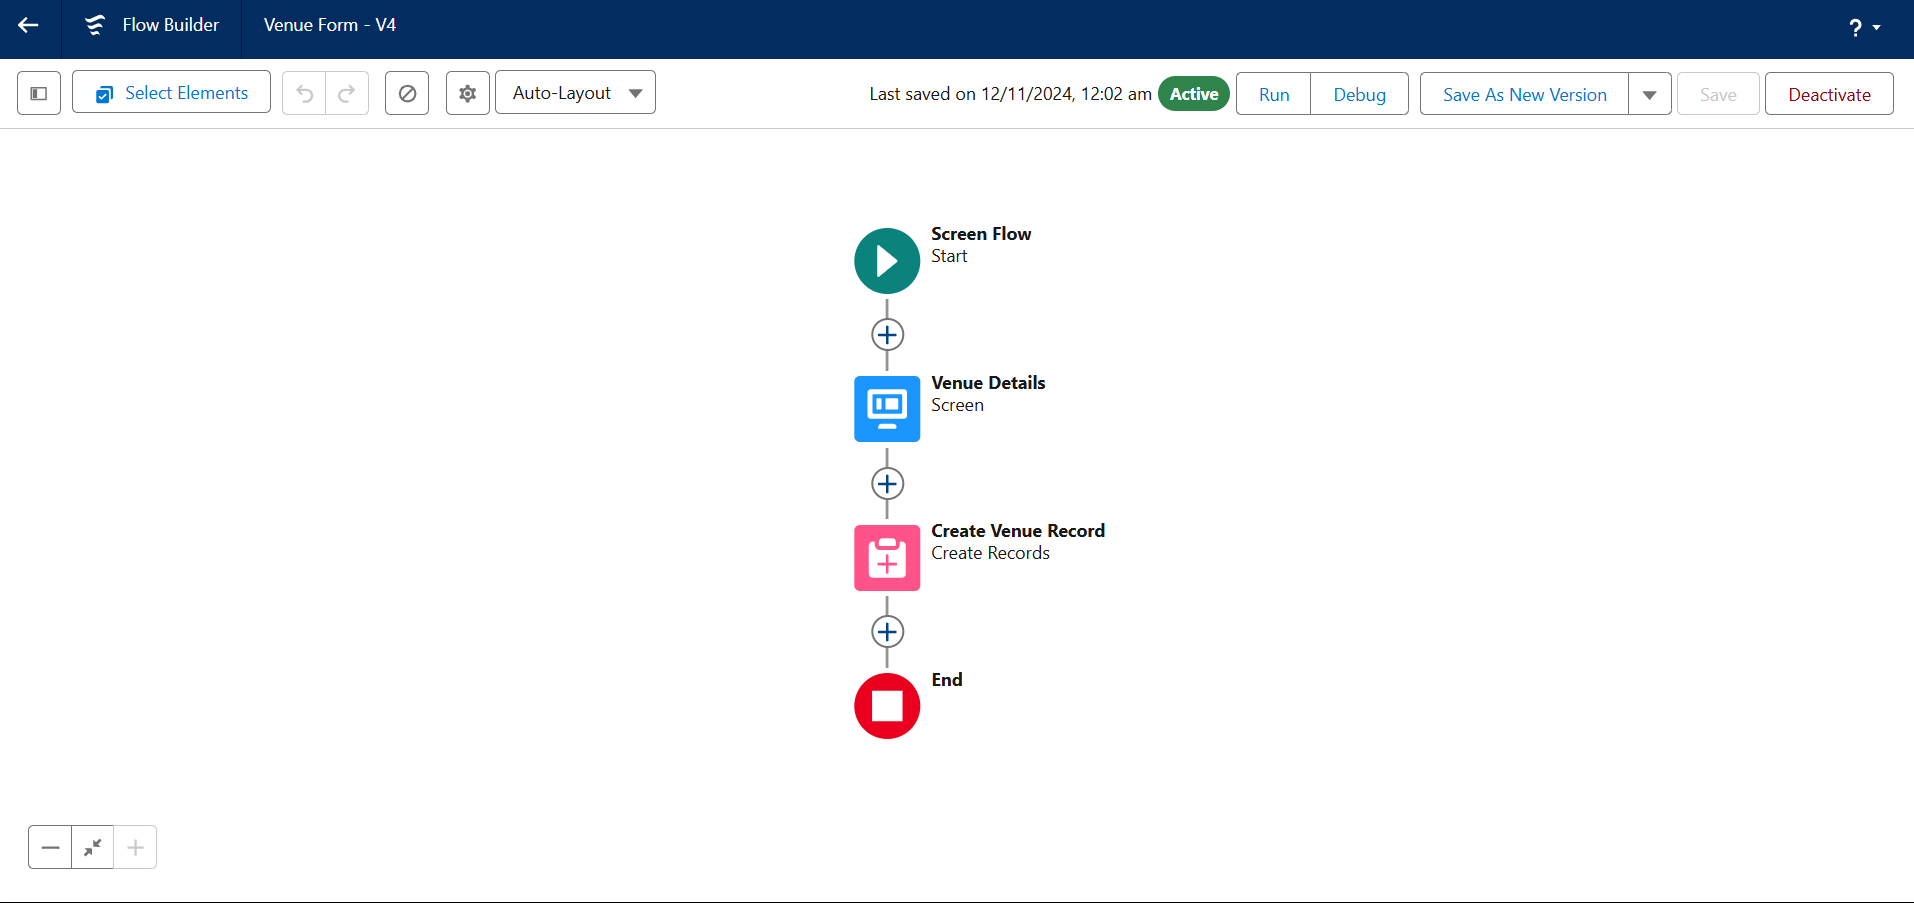 Flow Builder
Venue Form - V4
?
Select Elements
Auto-Layout
Last saved on 12/11/2024, 12:02 am
Active
Run
Debug
Save As New Version
Save
Deactivate
Screen Flow
Start
Venue Details
Screen
Create Venue Record
Create Records
End